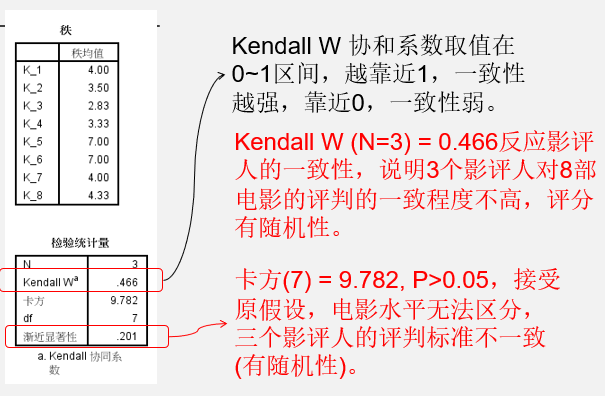 秩
秩均值
K_1 4.00
K_2 3.50
K_3 2.83
K_4 3.33
K_5 7.00
K_6 7.00
K_7 4.00
K_8 4.33
检验统计量
N 3
Kendall Wa .466
卡方 9.782
df 7
渐近显著性 .201
a. Kendall 协同系
数
Kendall W 协和系数取值在
0~1区间，越靠近1，一致性
越强，靠近0，一致性弱。
Kendall W (N=3) = 0.466反应影评
人的一致性，说明3个影评人对8部
电影的评判的一致程度不高，评分
有随机性。
卡方(7) = 9.782, P>0.05，接受
原假设，电影水平无法区分，
三个影评人的评判标准不一致
(有随机性)。